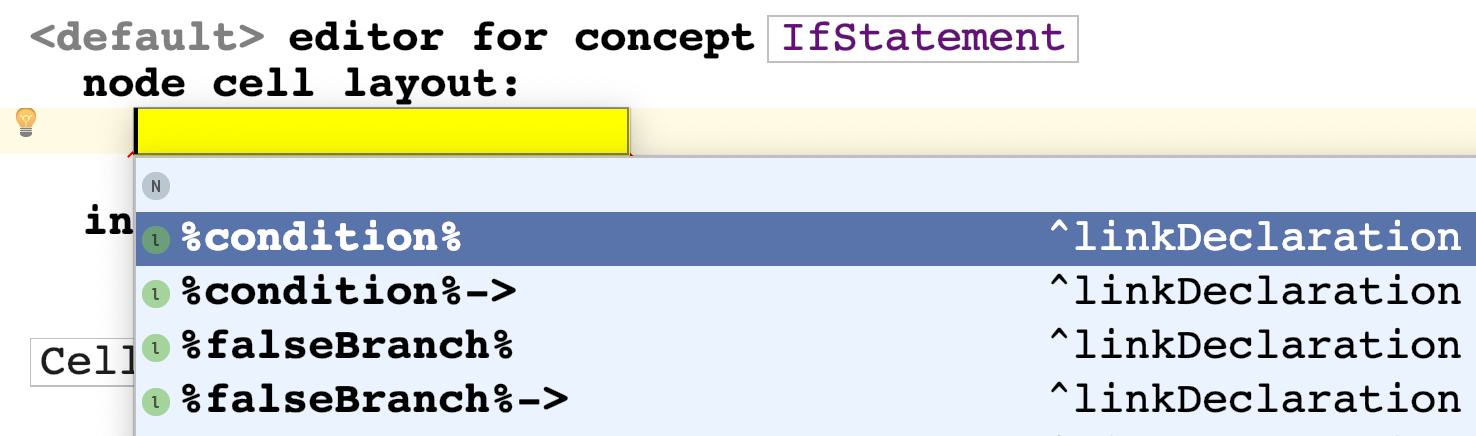 <default> editor for concept IfStatement
node cell layout:
N
in
l %condition% ^linkDeclaration
l %condition%-> ^linkDeclaration
l %falseBranch% ^linkDeclaration
Cell
l %falseBranch%-> ^linkDeclaration